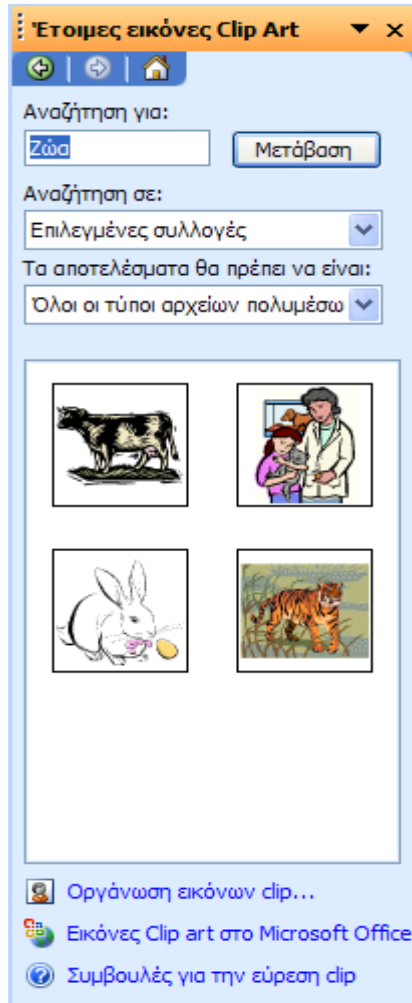 Έτοιμες εικόνες Clip Art
Αναζήτηση για:
Ζώα
Μετάβαση
Αναζήτηση σε:
Επιλεγμένες συλλογές
Τα αποτελέσματα θα πρέπει να είναι:
Όλοι οι τύποι αρχείων πολυμέσω
Οργάνωση εικόνων clip...
Εικόνες Clip art στο Microsoft Office
Συμβουλές για την εύρεση clip